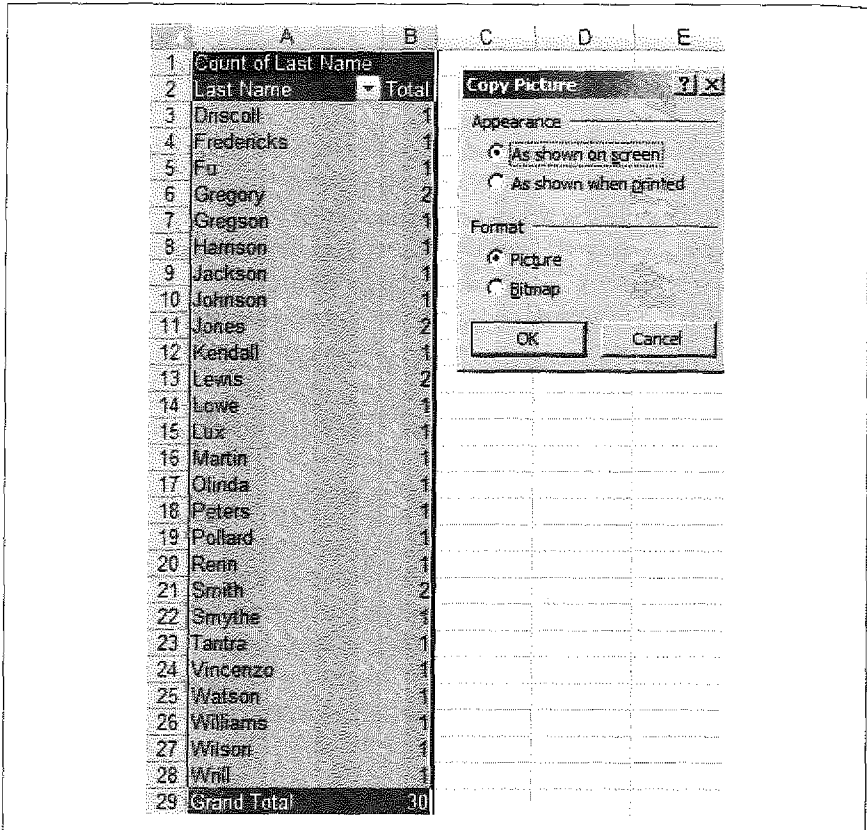 A B C D E
1 Count of Last Name
2 Last Name Total
3 Driscoll 1
4 Fredericks 1
5 Fu 1
6 Gregory 2
7 Gregson 1
8 Harrison 1
9 Jackson 1
10 Johnson 1
11 Jones 2
12 Kendall 1
13 Lewis 2
14 Lowe 1
15 Lux 1
16 Martin 1
17 Olinda 1
18 Peters 1
19 Pollard 1
20 Renn 1
21 Smith 2
22 Smythe 1
23 Tantra 1
24 Vincenzo 1
25 Watson 1
26 Williams 1
27 Wilson 1
28 1
29 Grand Total 30
Copy Picture ? X
Appearance
As shown on screen
As shown when printed
Format
Picture
Bitmap
OK Cancel